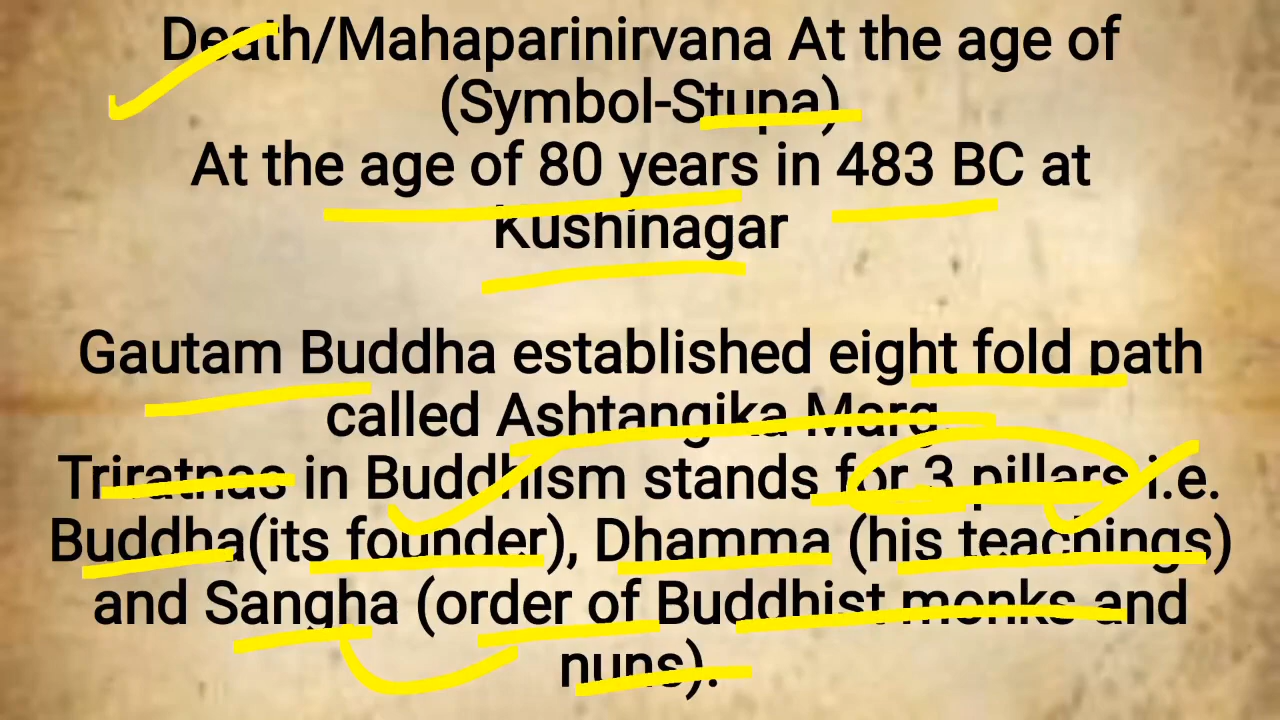 Death/Mahaparinirvana At the age of
(Symbol-Stupa)
At the age of 80 years in 483 BC at
Kushinagar
Gautam Buddha established eight fold path
called Ashtangika Marg.
Triratnas in Buddhism stands for 3 pillars i.e.
Buddha(its founder), Dhamma (his teachings)
and Sangha (order of Buddhist monks and
nuns).